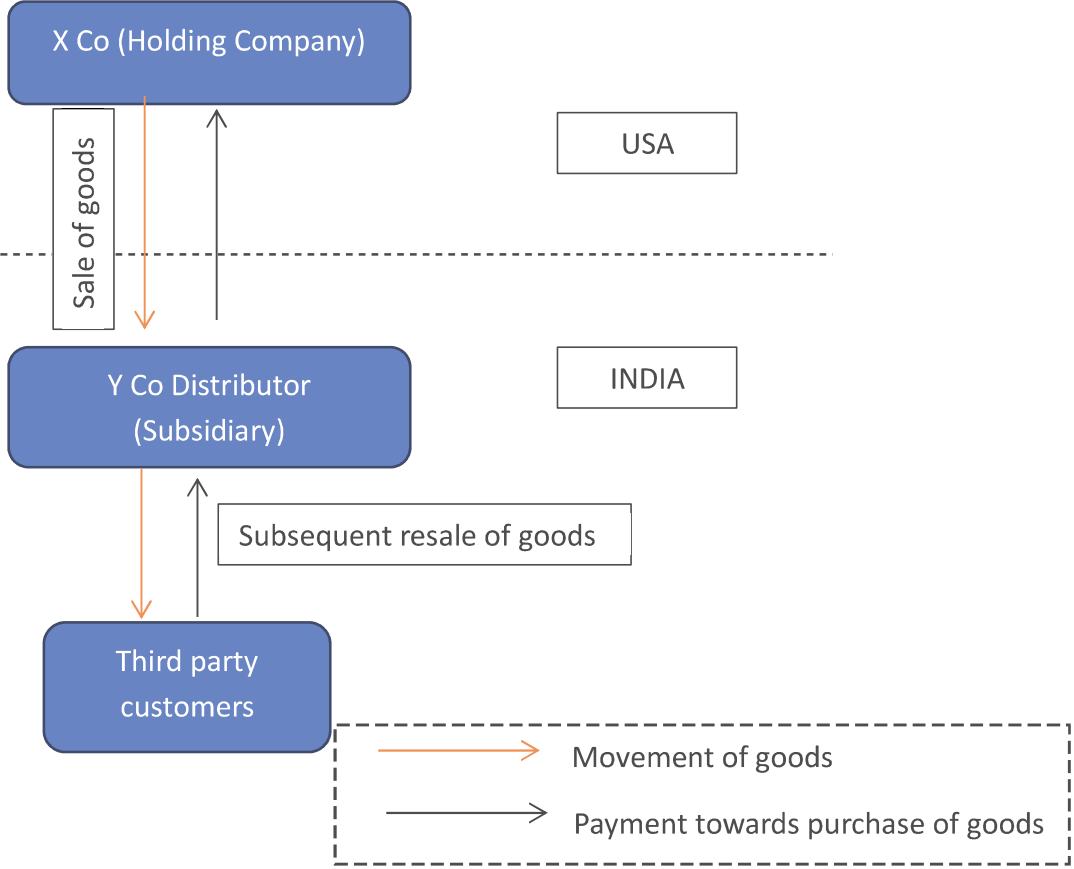 X Co (Holding Company)
Sale of goods
USA
Y Co Distributor
(Subsidiary)
INDIA
Subsequent resale of goods
Third party
customers
Movement of goods
Payment towards purchase of goods